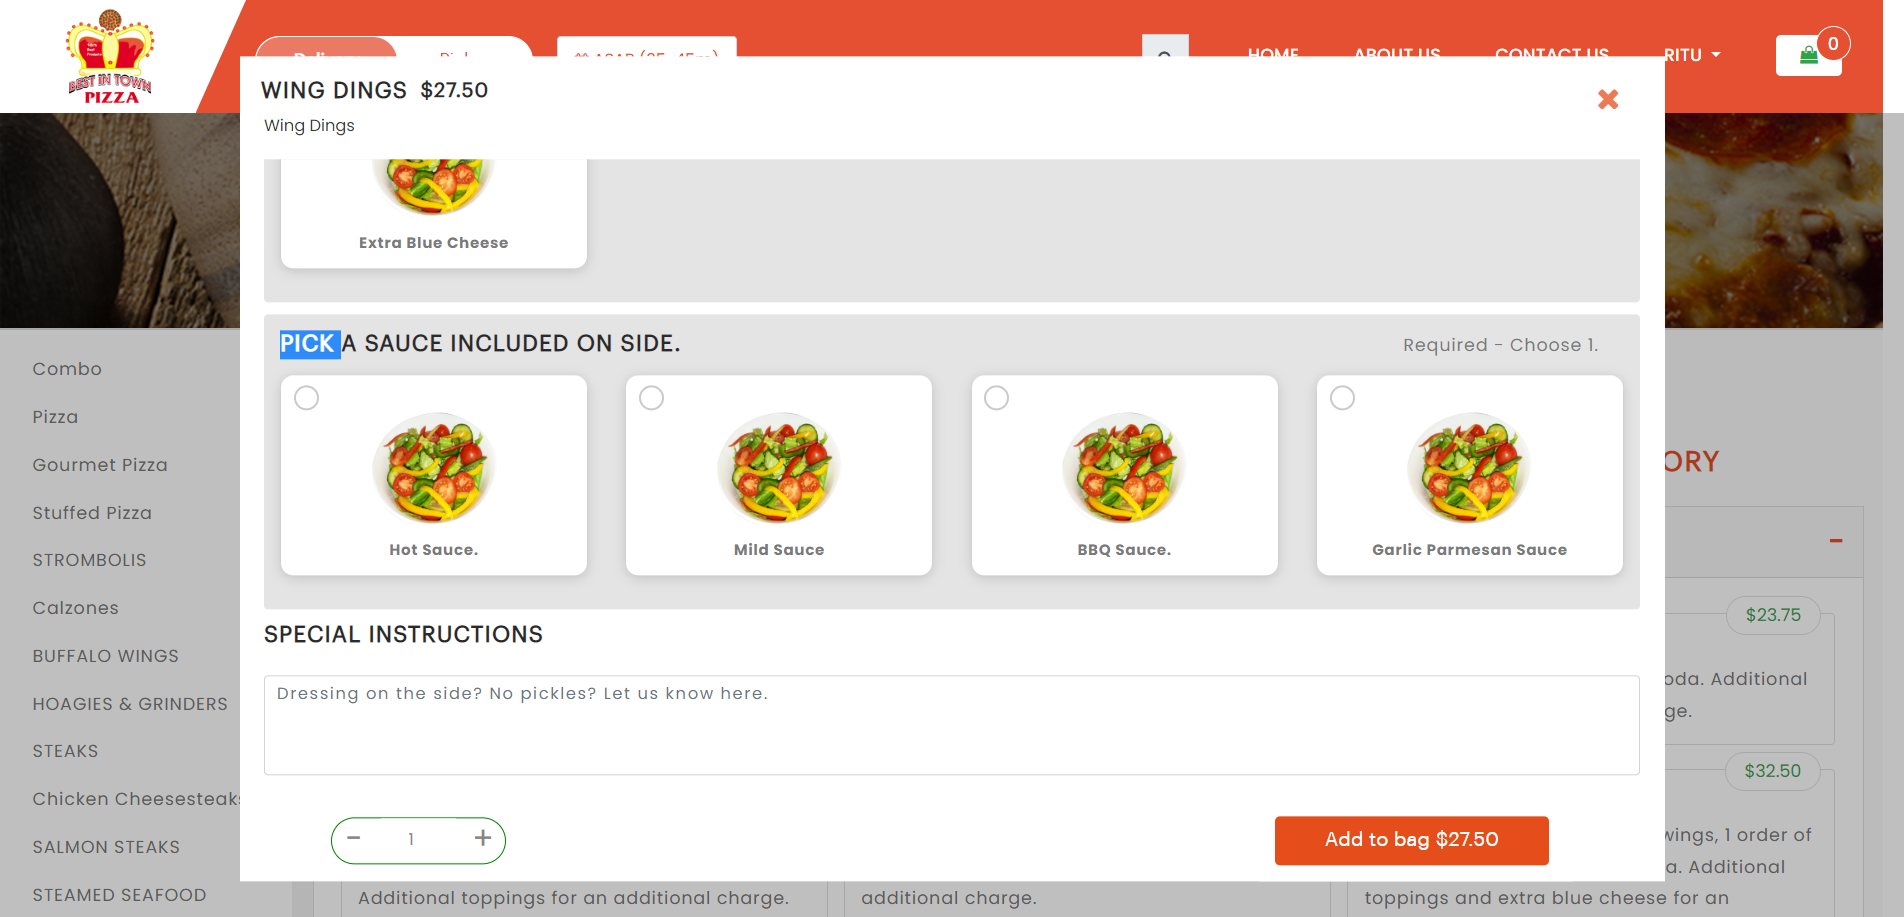 BEST IN TOWN
PIZZA
HOME
ABOUT US
CONTACT US
RITU
0
WING DINGS $27.50
Wing Dings
Extra Blue Cheese
PICK A SAUCE INCLUDED ON SIDE.
Required - Choose 1.
Hot Sauce.
Mild Sauce
BBQ Sauce.
Garlic Parmesan Sauce
SPECIAL INSTRUCTIONS
Dressing on the side? No pickles? Let us know here.
- 1 +
Add to bag $27.50
Combo
Pizza
Gourmet Pizza
Stuffed Pizza
STROMBOLIS
Calzones
BUFFALO WINGS
HOAGIES & GRINDERS
STEAKS
Chicken Cheesesteaks
SALMON STEAKS
STEAMED SEAFOOD
ORY
$23.75
oda. Additional
ge.
$32.50
wings, 1 order of
a. Additional
toppings and extra blue cheese for an
Additional toppings for an additional charge.
additional charge.